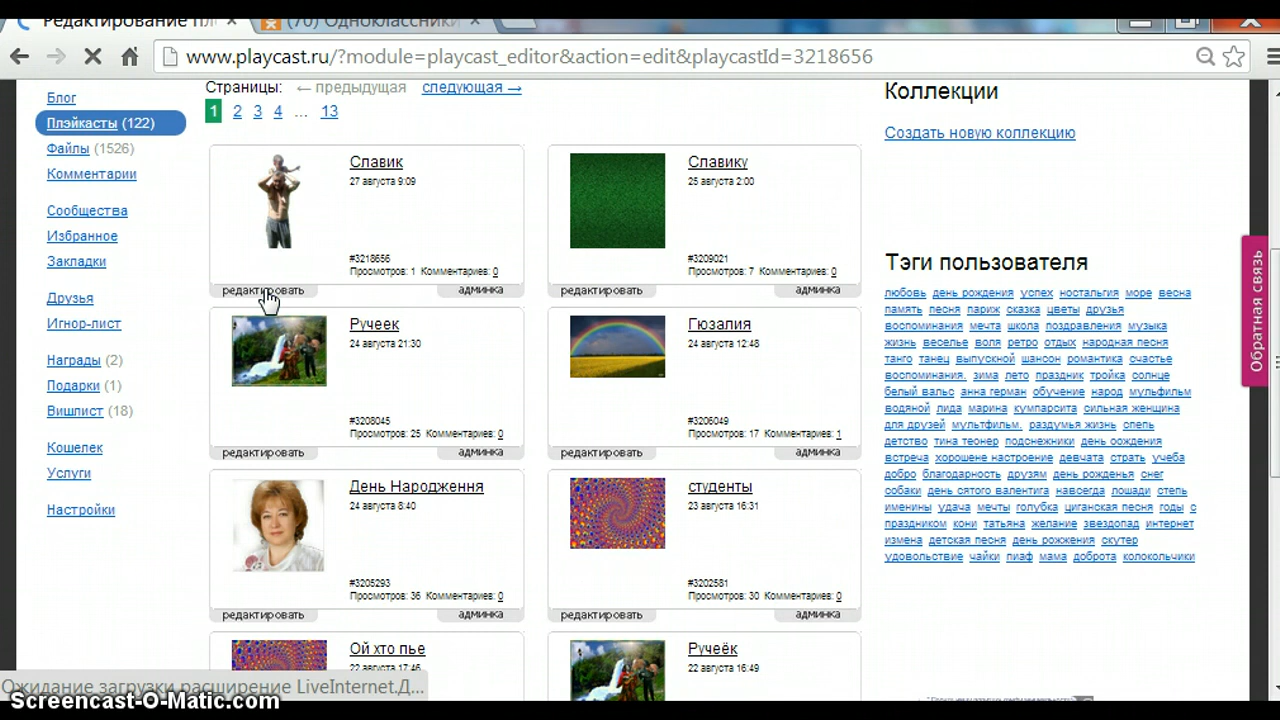 Редактирование пл
(70) Одноклассники
www.playcast.ru/?module=playcast_editor&action=edit&playcastId=3218656
Блог
Плэйкасты (122)
Файлы (1526)
Комментарии
Сообщества
Избранное
Закладки
Друзья
Игнор-лист
Награды (2)
Подарки (1)
Вишлист (18)
Кошелек
Услуги
Настройки
Страницы: ← предыдущая следующая →
1 2 3 4 ... 13
Славик
27 августа 9:09
#3218656
Просмотров: 1 Комментариев: 0
редактировать админка
Славику
25 августа 2:00
#3209021
Просмотров: 7 Комментариев: 0
редактировать админка
Ручеек
24 августа 21:30
#3208045
Просмотров: 25 Комментариев: 0
редактировать админка
Гюзалия
24 августа 12:48
#3206049
Просмотров: 17 Комментариев: 1
редактировать админка
День Народження
24 августа 8:40
#3205293
Просмотров: 36 Комментариев: 0
редактировать админка
студенты
23 августа 16:31
#3202581
Просмотров: 30 Комментариев: 0
редактировать админка
Ой хто пье
22 августа 17:46
Ручеёк
22 августа 16:49
Коллекции
Создать новую коллекцию
Тэги пользователя
любовь день рождения успех ностальгия море весна
память песня париж сказка цветы друзья
воспоминания мечта школа поздравления музыка
жизнь веселье воля ретро отдых народная песня
танго танец выпускной шансон романтика счастье
воспоминания. зима лето праздник тройка солнце
белый вальс анна герман обучение народ мульфильм
водяной лида марина кумпарсита сильная женщина
для друзей мультфильм. раздумья жизнь
детство тина теонер подснежники
встреча хорошене настроение девчата страть учеба
добро благодарность друзям день рожденья снег
собаки день сятого валентига навсегда лошади степь
именины удача мечты голубка циганская песня годы с
праздником кони татьяна желание звездопад интернет
измена детская песня день рожжения скутер
удовольствие чайки пиаф мама доброта колокольчики
Обратная связь
Ожидание загрузки расширение LiveInternet.Д...
Screencast-O-Matic.com